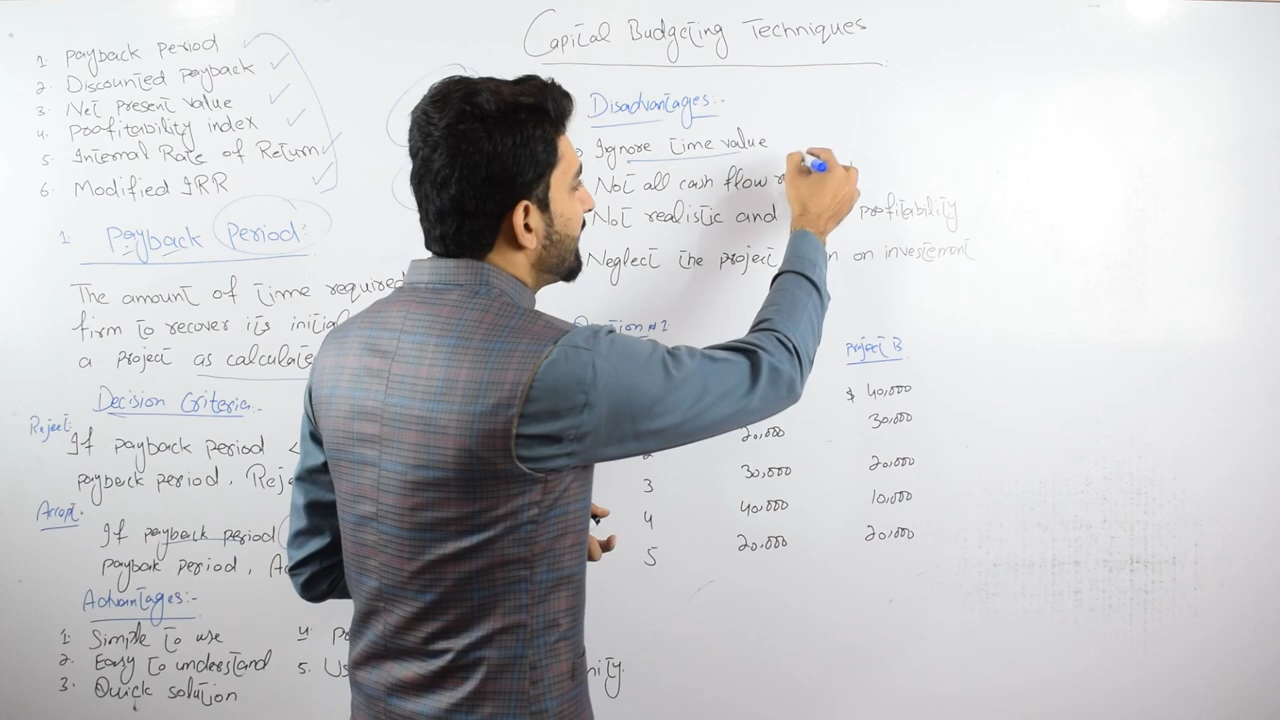 Capital Budgeting Techniques
1. Payback Period
2. Discounted payback
3. Net present value
4. Profitability index
5. Internal Rate of Return
6. Modified IRR
1. Payback Period:
The amount of time required
firm to recover its initial
a project as calculate
Decision Criteria:-
Reject:
If payback period <
payback period, Reje
Accept:
If payback period
payback period, A
Advantages:-
1. Simple to use
2. Easy to understand
3. Quick solution
4. Pr
5. Us
nity.
Disadvantages:-
Ignore time value
Not all cash flow
Not realistic and profitability
Neglect the project on investement
Question #2:
Project B
$ 40,000
20,000 30,000
3 30,000 20,000
4 40,000 10,000
5 20,000 20,000